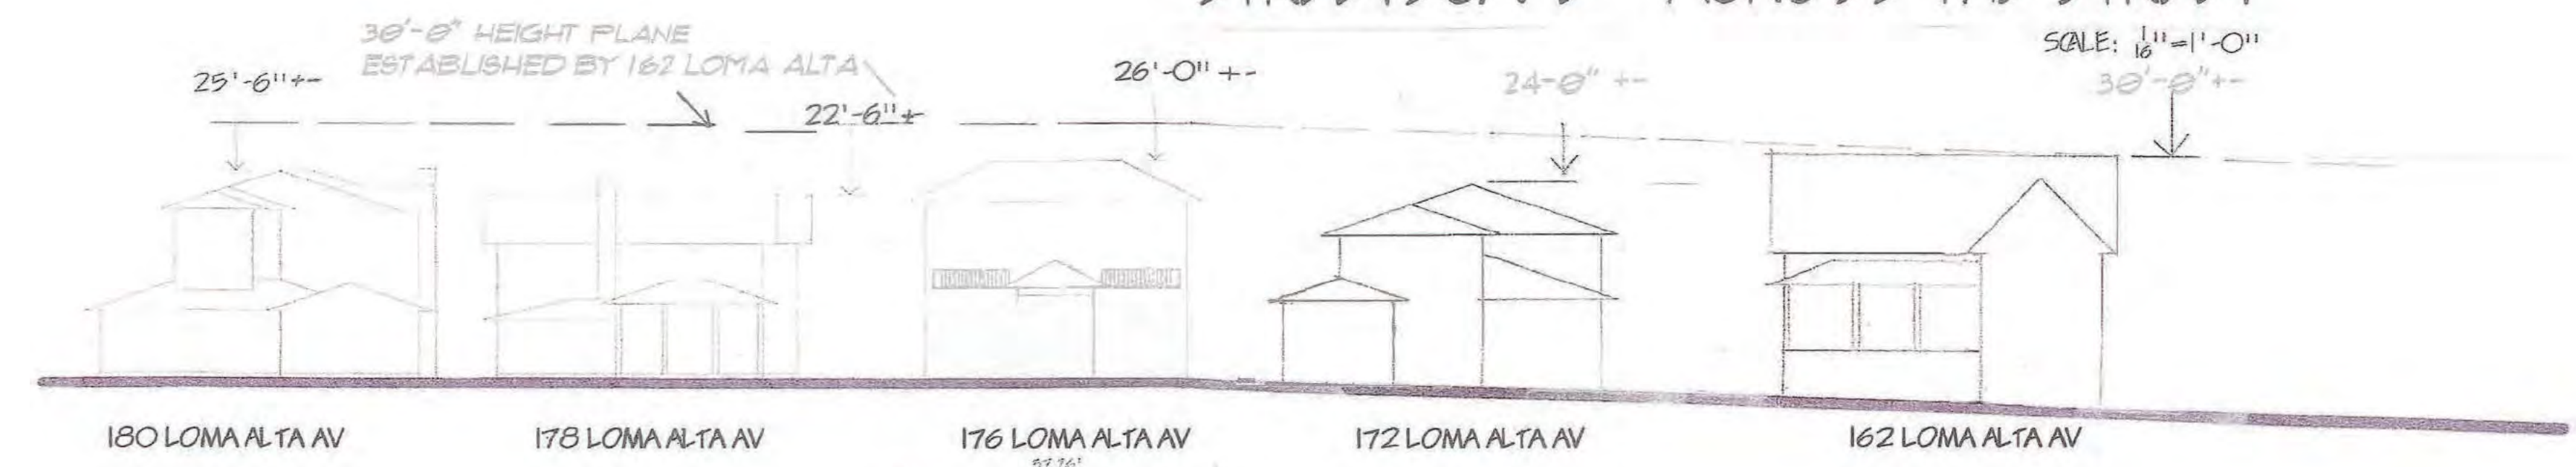 SCALE: 1/16"=1'-0"
30'-0" HEIGHT PLANE
ESTABLISHED BY 162 LOMA ALTA
25'-6"+-
22'-6"+-
26'-0" +-
24-0" +-
30'-0"+-
180 LOMA ALTA AV
178 LOMA ALTA AV
176 LOMA ALTA AV
172 LOMA ALTA AV
162 LOMA ALTA AV